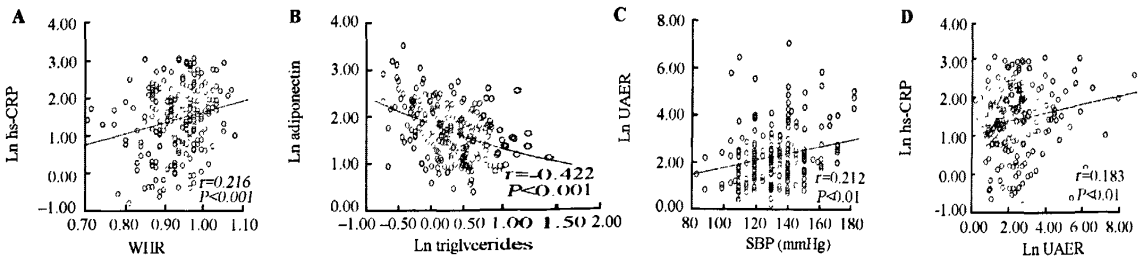 A
Ln hs-CRP
4.00
3.00
2.00
1.00
0.00
-1.00
0.70 0.80 0.90 1.00 1.10
WHR
r=0.216
P<0.001
B
Ln adiponectin
4.00
3.00
2.00
1.00
0.00
-1.00 -0.50 0.00 0.50 1.00 1.50 2.00
Ln triglycerides
r=-0.422
P<0.001
C
Ln UAER
8.00
6.00
4.00
2.00
0.00
80 100 120 140 160 180
SBP (mmHg)
r=0.212
P<0.01
D
Ln hs-CRP
4.00
3.00
2.00
1.00
0.00
-1.00
0.00 2.00 4.00 6.00 8.00
Ln UAER
r=0.183
P<0.01